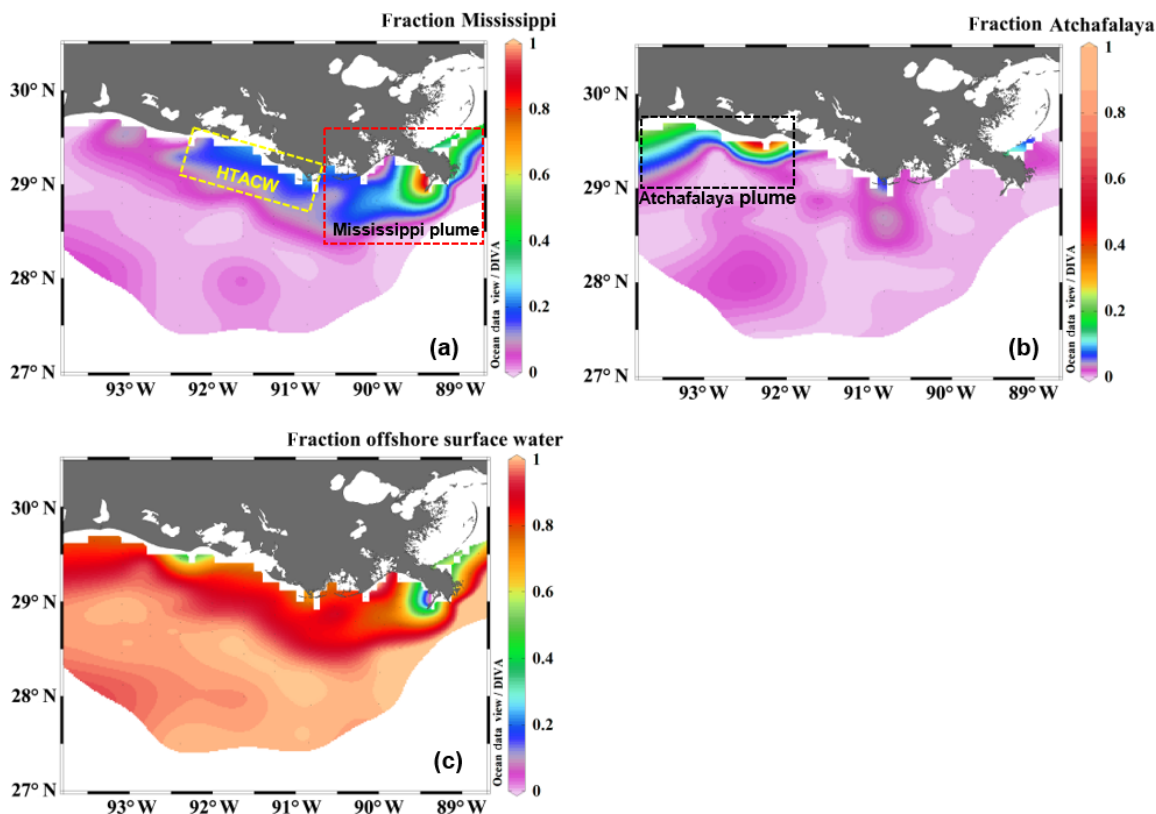 Fraction Mississippi
30° N
29° N
28° N
27° N
93° W
92° W
91° W
90° W
89° W
HTACW
Mississippi plume
(a)
1
0.8
0.6
0.4
0.2
0
Ocean data view / DIVA
Fraction Atchafalaya
30° N
29° N
28° N
27° N
93° W
92° W
91° W
90° W
89° W
Atchafalaya plume
(b)
1
0.8
0.6
0.4
0.2
0
Ocean data view / DIVA
Fraction offshore surface water
30° N
29° N
28° N
27° N
93° W
92° W
91° W
90° W
89° W
(c)
1
0.8
0.6
0.4
0.2
0
Ocean data view / DIVA